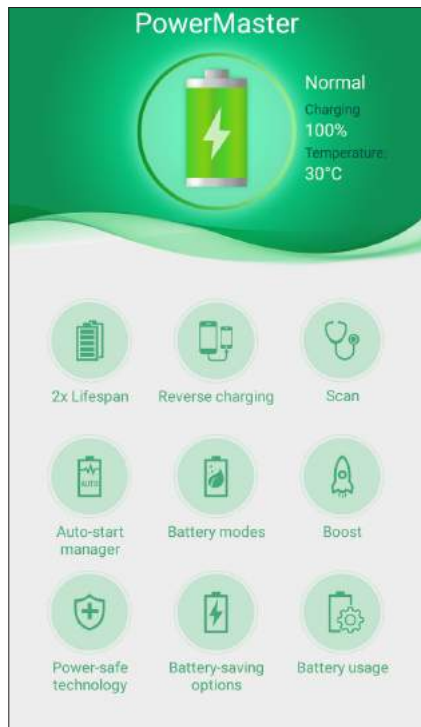 PowerMaster
Normal
Charging
100%
Temperature:
30°C
2x Lifespan
Reverse charging
Scan
AUTO
Auto-start
manager
Battery modes
Boost
Power-safe
technology
Battery-saving
options
Battery usage